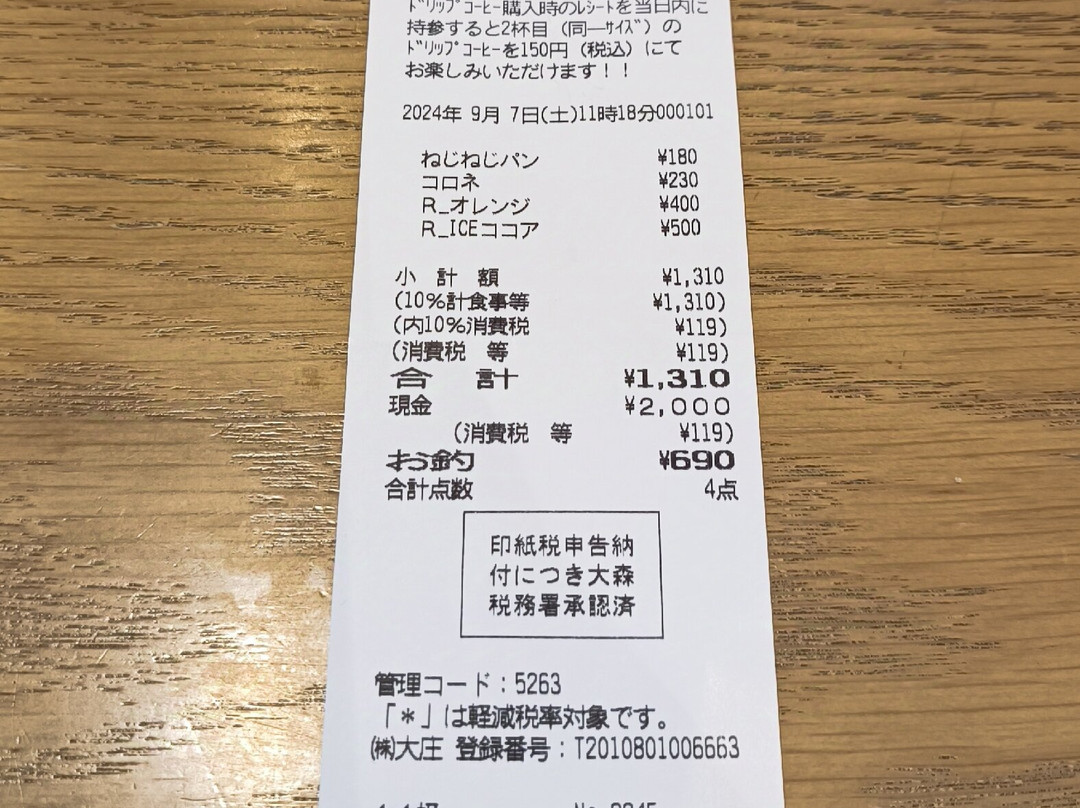 ﾄﾞﾘｯﾌﾟｺｰﾋｰ購入時のﾚｼｰﾄを当日内に
持参すると2杯目（同一ｻｲｽﾞ）の
ﾄﾞﾘｯﾌﾟｺｰﾋｰを150円（税込）にて
お楽しみいただけます！！
2024年 9月 7日(土)11時18分000101
ねじねじパン ¥180
コロネ ¥230
R_オレンジ ¥400
R_ICEココア ¥500
小 計 額 ¥1,310
(10%計食事等 ¥1,310)
(内10%消費税 ¥119)
(消費税 等 ¥119)
合 計 ¥1,310
現金 ¥2,000
(消費税 等 ¥119)
お釣 ¥690
合計点数 4点
印紙税申告納
付につき大森
税務署承認済
管理コード：5263
「＊」は軽減税率対象です。
㈱大庄 登録番号：T2010801006663